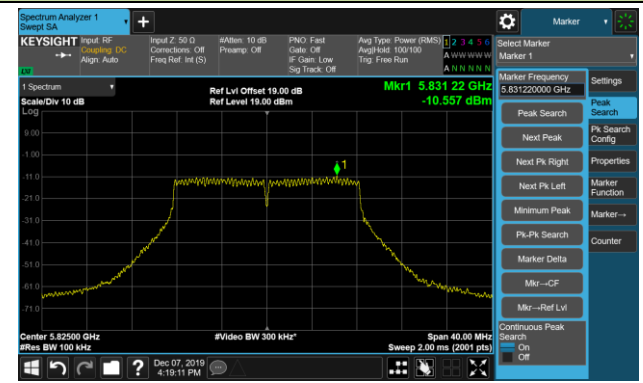 Spectrum Analyzer 1
Swept SA
+
Marker
KEYSIGHT
Input: RF
Coupling: DC
Align: Auto
Input Z: 50 Ω
Corrections: Off
Freq Ref: Int (S)
#Atten: 10 dB
Preamp: Off
PNO: Fast
Gate: Off
IF Gain: Low
Sig Track: Off
Avg Type: Power (RMS)
Avg|Hold: 100/100
Trig: Free Run
1 2 3 4 5 6
A W W W W W
A N N N N N
Select Marker
Marker 1
1 Spectrum
Scale/Div 10 dB
Log
Ref Lvl Offset 19.00 dB
Ref Level 19.00 dBm
Mkr1 5.831 22 GHz
-10.557 dBm
9.00
-1.00
-11.0
-21.0
-31.0
-41.0
-51.0
-61.0
-71.0
1
Center 5.82500 GHz
#Res BW 100 kHz
#Video BW 300 kHz*
Span 40.00 MHz
Sweep 2.00 ms (2001 pts)
Marker Frequency
5.831220000 GHz
Peak Search
Next Peak
Next Pk Right
Next Pk Left
Minimum Peak
Pk-Pk Search
Marker Delta
Mkr→CF
Mkr→Ref Lvl
Continuous Peak
Search
On
Off
Settings
Peak
Search
Pk Search
Config
Properties
Marker
Function
Marker→
Counter
?
Dec 07, 2019
4:19:11 PM